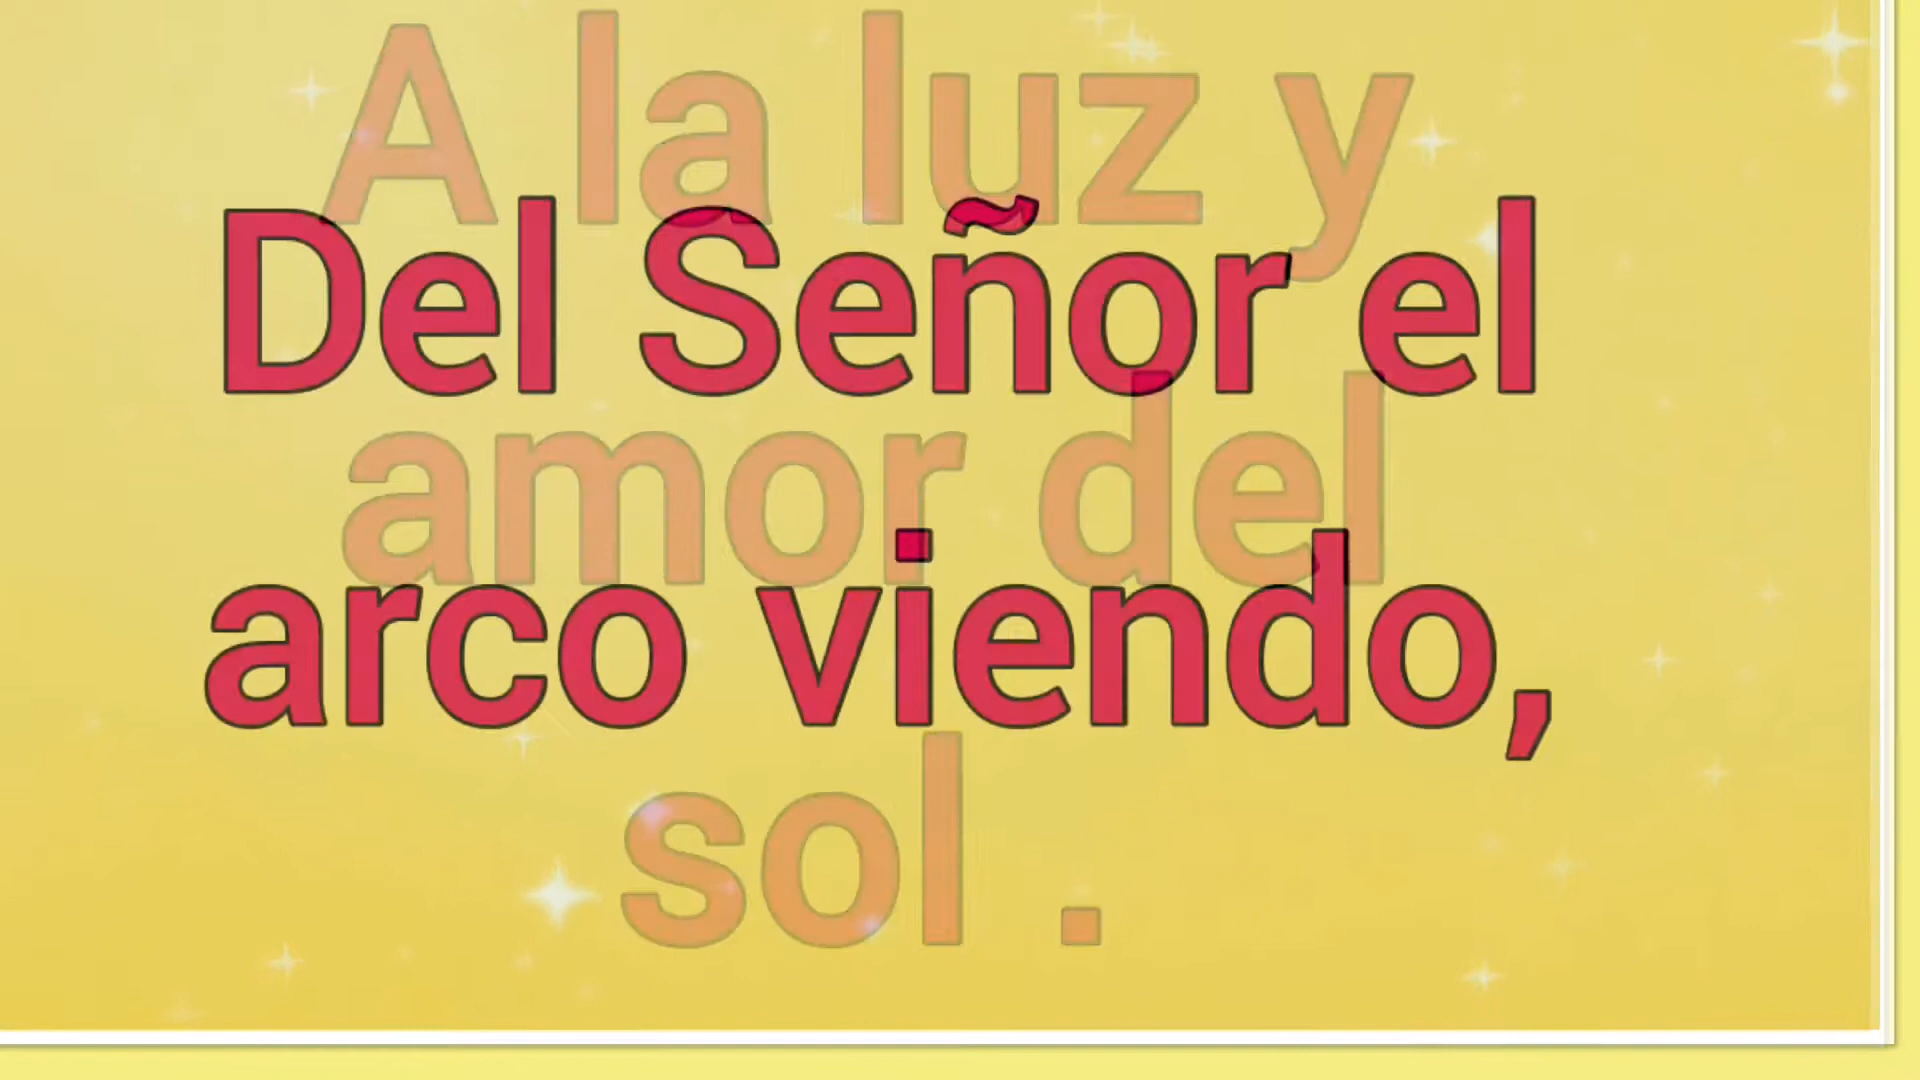 A la luz y
Del Señor el
amor del
arco viendo,
sol .